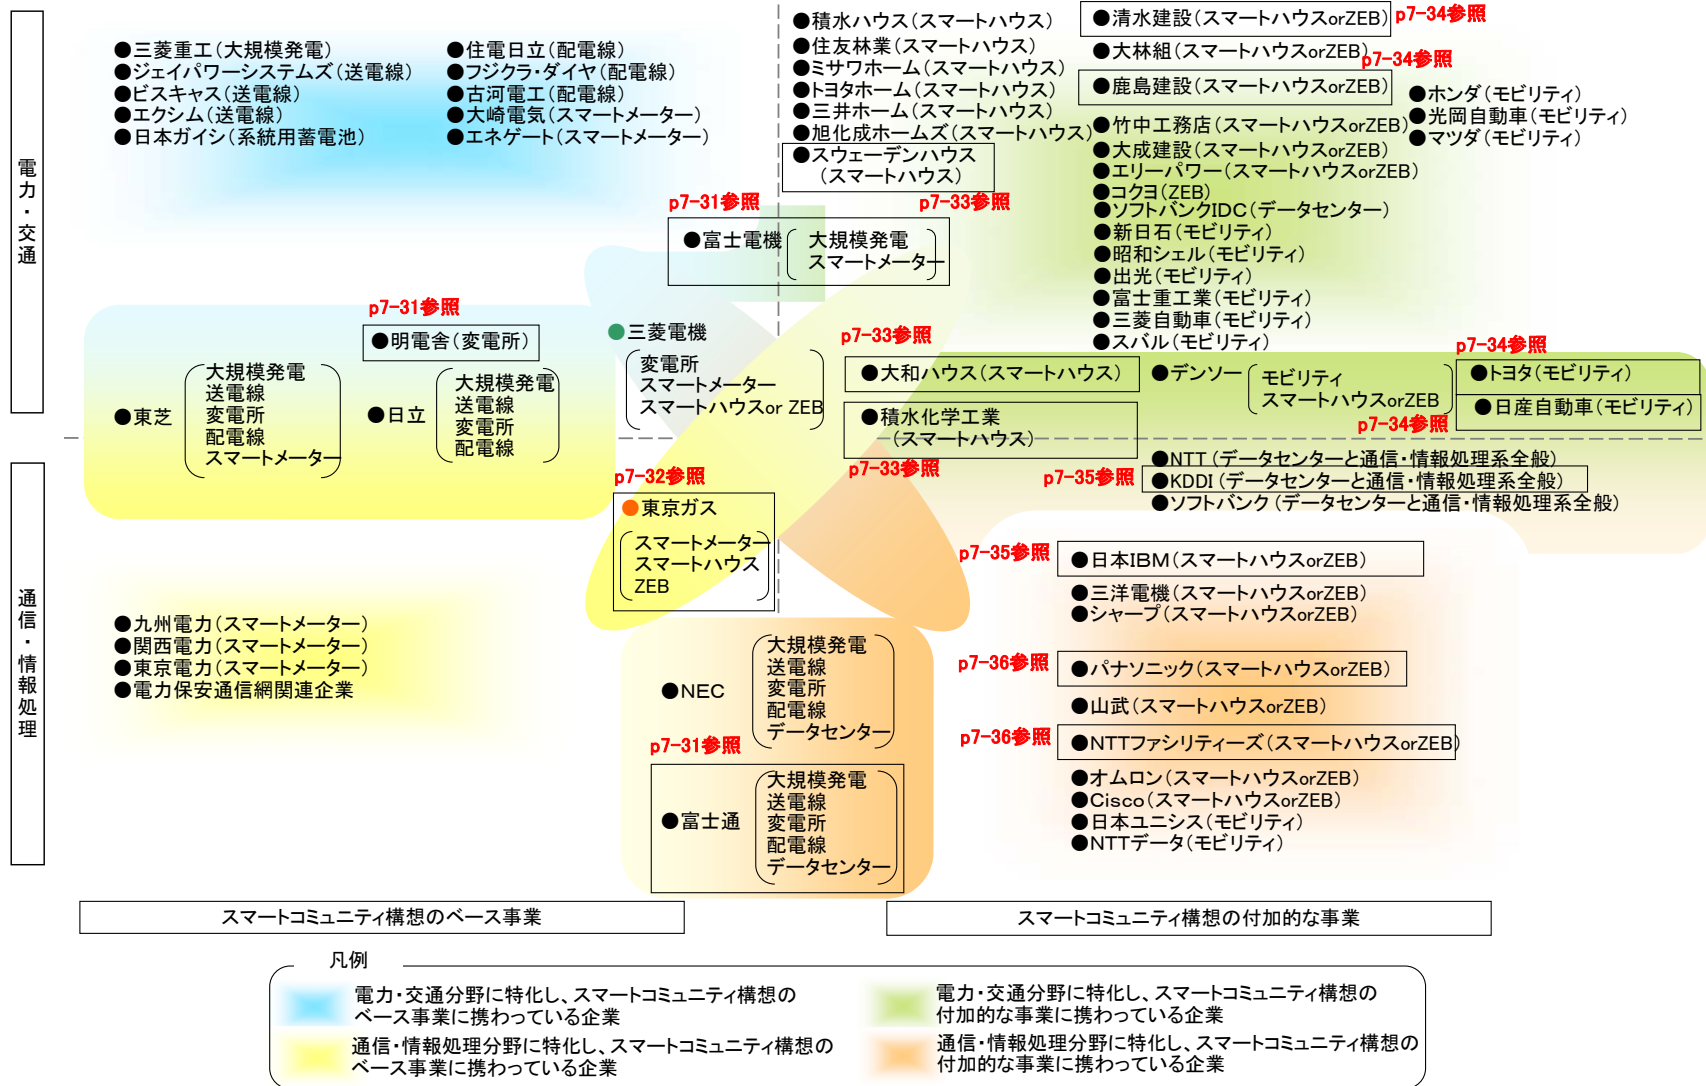 電力・交通
通信・情報処理
●三菱重工(大規模発電)
●ジェイパワーシステムズ(送電線)
●ビスキャス(送電線)
●エクシム(送電線)
●日本ガイシ(系統用蓄電池)
●住電日立(配電線)
●フジクラ・ダイヤ(配電線)
●古河電工(配電線)
●大崎電気(スマートメーター)
●エネゲート(スマートメーター)
●積水ハウス(スマートハウス)
●住友林業(スマートハウス)
●ミサワホーム(スマートハウス)
●トヨタホーム(スマートハウス)
●三井ホーム(スマートハウス)
●旭化成ホームズ(スマートハウス)
●スウェーデンハウス
(スマートハウス)
●清水建設(スマートハウスorZEB)
p7-34参照
●大林組(スマートハウスorZEB)
p7-34参照
●鹿島建設(スマートハウスorZEB)
●竹中工務店(スマートハウスorZEB)
●大成建設(スマートハウスorZEB)
●エリーパワー(スマートハウスorZEB)
●コクヨ(ZEB)
●ソフトバンクIDC(データセンター)
●新日石(モビリティ)
●昭和シェル(モビリティ)
●出光(モビリティ)
●富士重工業(モビリティ)
●三菱自動車(モビリティ)
●スバル(モビリティ)
●ホンダ(モビリティ)
●光岡自動車(モビリティ)
●マツダ(モビリティ)
p7-31参照
p7-33参照
●富士電機
大規模発電
スマートメーター
p7-31参照
●明電舎(変電所)
●東芝
大規模発電
送電線
変電所
配電線
スマートメーター
●日立
大規模発電
送電線
変電所
配電線
●三菱電機
変電所
スマートメーター
スマートハウスor ZEB
p7-33参照
●大和ハウス(スマートハウス)
●積水化学工業
(スマートハウス)
p7-33参照
●デンソー
モビリティ
スマートハウスorZEB
p7-34参照
●トヨタ(モビリティ)
●日産自動車(モビリティ)
p7-34参照
p7-32参照
●東京ガス
スマートメーター
スマートハウス
ZEB
●NTT(データセンターと通信・情報処理系全般)
p7-35参照
●KDDI(データセンターと通信・情報処理系全般)
●ソフトバンク(データセンターと通信・情報処理系全般)
p7-35参照
●日本IBM(スマートハウスorZEB)
●三洋電機(スマートハウスorZEB)
●シャープ(スマートハウスorZEB)
p7-36参照
●パナソニック(スマートハウスorZEB)
●山武(スマートハウスorZEB)
p7-36参照
●NTTファシリティーズ(スマートハウスorZEB)
●オムロン(スマートハウスorZEB)
●Cisco(スマートハウスorZEB)
●日本ユニシス(モビリティ)
●NTTデータ(モビリティ)
●九州電力(スマートメーター)
●関西電力(スマートメーター)
●東京電力(スマートメーター)
●電力保安通信網関連企業
●NEC
大規模発電
送電線
変電所
配電線
データセンター
p7-31参照
●富士通
大規模発電
送電線
変電所
配電線
データセンター
スマートコミュニティ構想のベース事業
スマートコミュニティ構想の付加的な事業
凡例
電力・交通分野に特化し、スマートコミュニティ構想の
ベース事業に携わっている企業
通信・情報処理分野に特化し、スマートコミュニティ構想の
ベース事業に携わっている企業
電力・交通分野に特化し、スマートコミュニティ構想の
付加的な事業に携わっている企業
通信・情報処理分野に特化し、スマートコミュニティ構想の
付加的な事業に携わっている企業